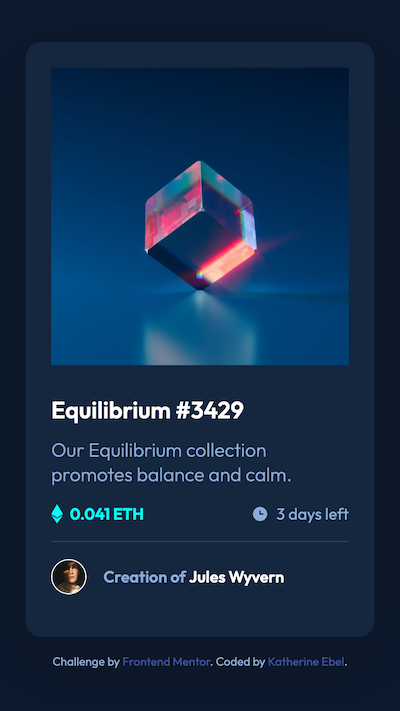 Equilibrium #3429
Our Equilibrium collection
promotes balance and calm.
0.041 ETH
3 days left
Creation of Jules Wyvern
Challenge by Frontend Mentor. Coded by Katherine Ebel.